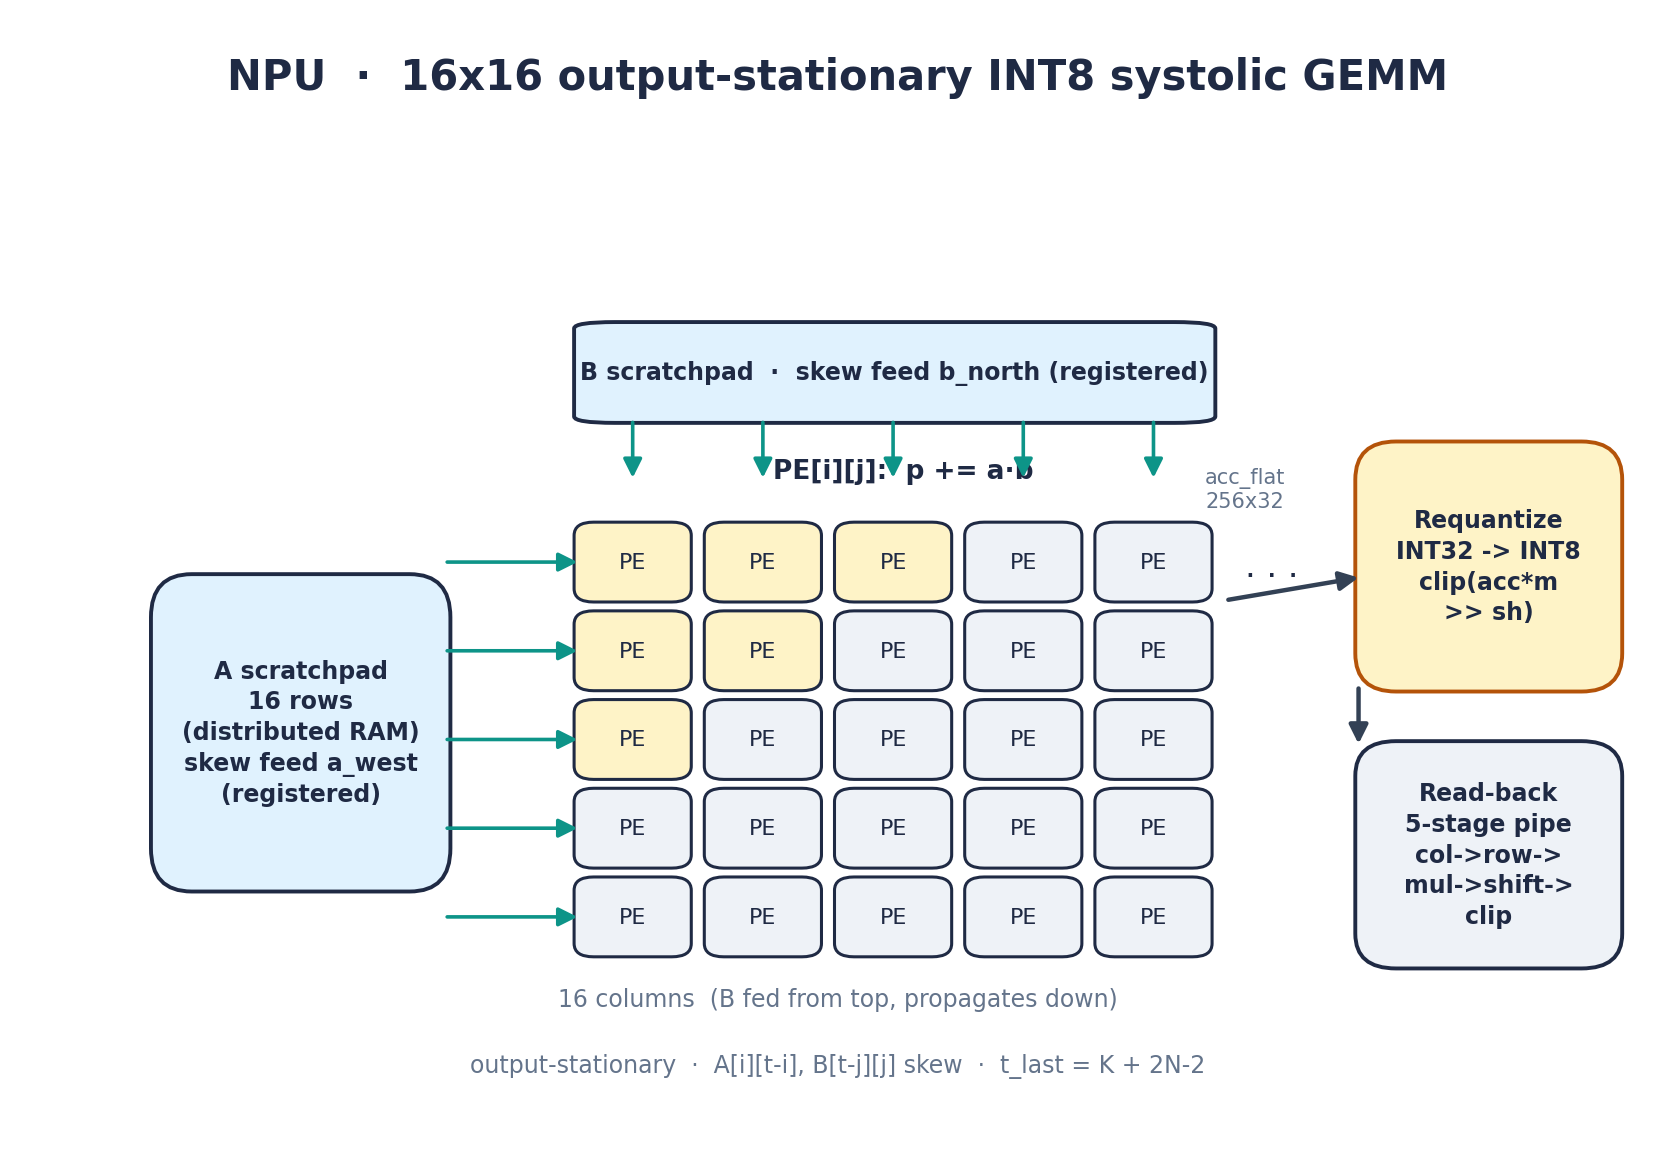 NPU · 16x16 output-stationary INT8 systolic GEMM
B scratchpad · skew feed b_north (registered)
PE[i][j]: p += a·b
acc_flat
256x32
A scratchpad
16 rows
(distributed RAM)
skew feed a_west
(registered)
PE PE PE PE PE
PE PE PE PE PE
PE PE PE PE PE
PE PE PE PE PE
PE PE PE PE PE
. . .
Requantize
INT32 -> INT8
clip(acc*m
>> sh)
Read-back
5-stage pipe
col->row->
mul->shift->
clip
16 columns (B fed from top, propagates down)
output-stationary · A[i][t-i], B[t-j][j] skew · t_last = K + 2N-2